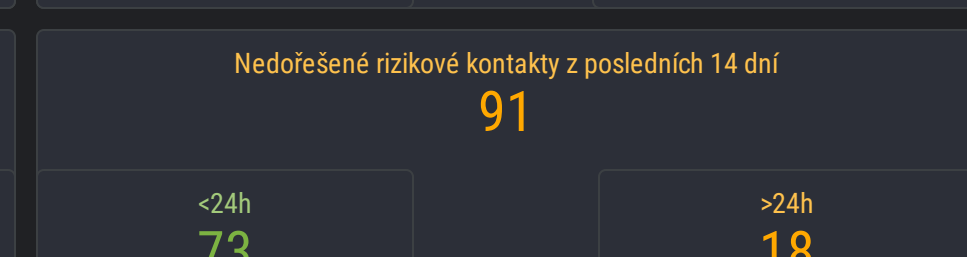 Nedořešené rizikové kontakty z posledních 14 dní
91
<24h
>24h
73
18